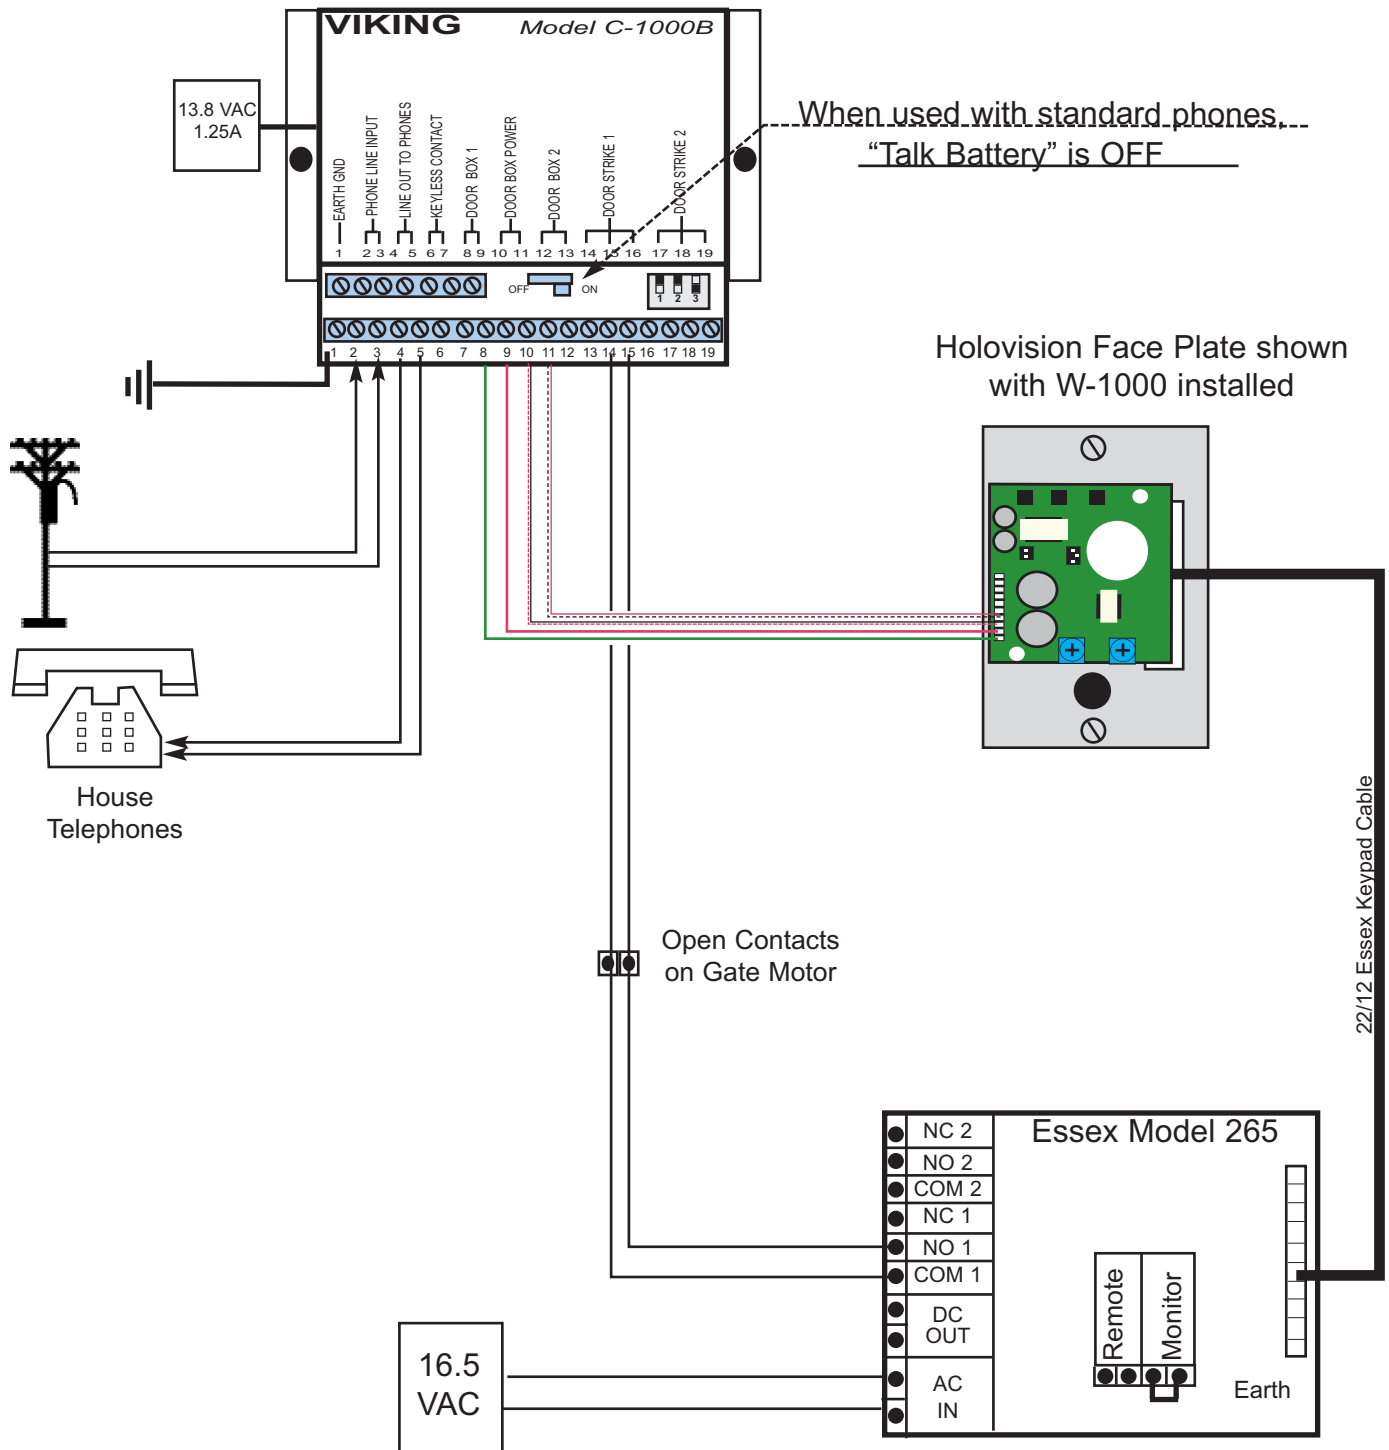 VIKING Model C-1000B
13.8 VAC
1.25A
When used with standard phones,
“Talk Battery” is OFF
EARTH GND
PHONE LINE INPUT
LINE OUT TO PHONES
KEYLESS CONTACT
DOOR BOX 1
DOOR BOX POWER
DOOR BOX 2
DOOR STRIKE 1
DOOR STRIKE 2
1 2 3 4 5 6 7 8 9 10 11 12 13 14 15 16 17 18 19
OFF ON
1 2 3
1 2 3 4 5 6 7 8 9 10 11 12 13 14 15 16 17 18 19
Holovision Face Plate shown
with W-1000 installed
House
Telephones
Open Contacts
on Gate Motor
22/12 Essex Keypad Cable
Essex Model 265
NC 2
NO 2
COM 2
NC 1
NO 1
COM 1
DC
OUT
AC
IN
Remote
Monitor
Earth
16.5
VAC